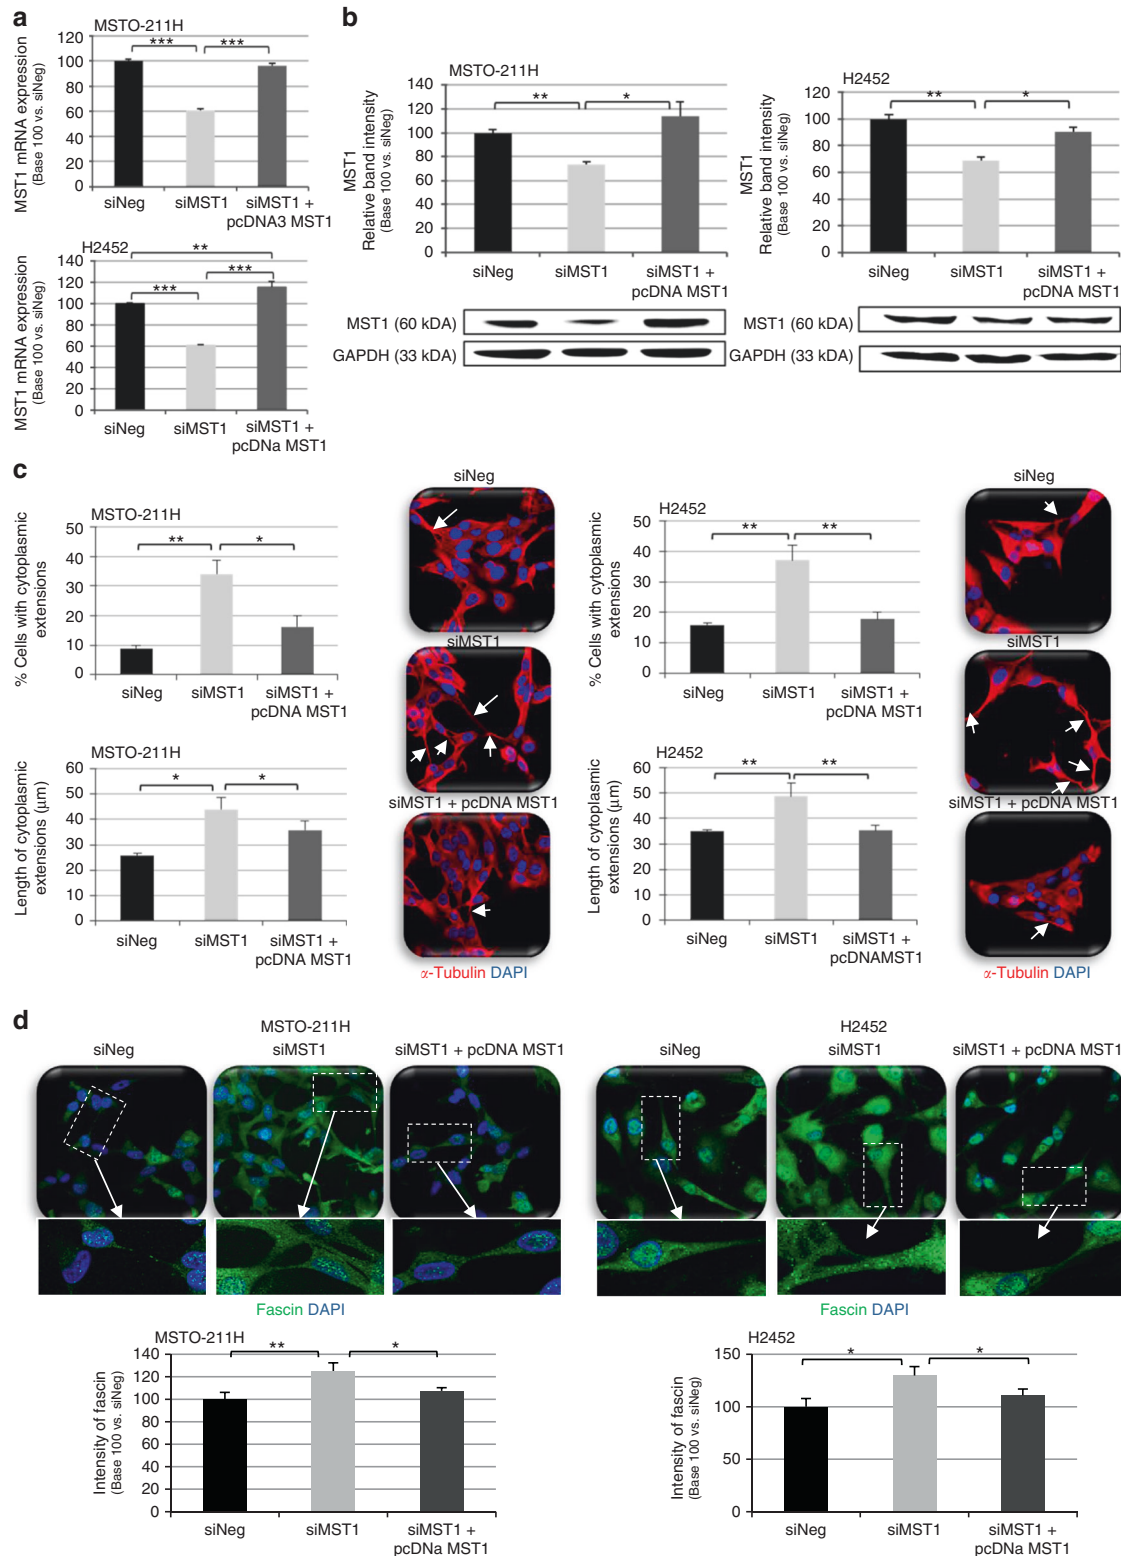 a
MSTO-211H
MST1 mRNA expression
(Base 100 vs. siNeg)
120
100
80
60
40
20
0
***
***
siNeg
siMST1
siMST1 +
pcDNA3 MST1
H2452
MST1 mRNA expression
(Base 100 vs. siNeg)
140
120
100
80
60
40
20
0
**
***
***
siNeg
siMST1
siMST1 +
pcDNa MST1
b
MSTO-211H
MST1
Relative band intensity
(Base 100 vs. siNeg)
140
120
100
80
60
40
20
0
**
*
siNeg
siMST1
siMST1 +
pcDNA MST1
MST1 (60 kDA)
GAPDH (33 kDA)
H2452
MST1
Relative band intensity
(Base 100 vs. siNeg)
120
100
80
60
40
20
0
**
*
siNeg
siMST1
siMST1 +
pcDNA MST1
MST1 (60 kDA)
GAPDH (33 kDA)
c
MSTO-211H
% Cells with cytoplasmic
extensions
50
40
30
20
10
0
**
*
siNeg
siMST1
siMST1 +
pcDNA MST1
MSTO-211H
Length of cytoplasmic
extensions (µm)
60
50
40
30
20
10
0
*
*
siNeg
siMST1
siMST1 +
pcDNA MST1
siNeg
siMST1
siMST1 + pcDNA MST1
α-Tubulin DAPI
H2452
% Cells with cytoplasmic
extensions
50
40
30
20
10
0
**
**
siNeg
siMST1
siMST1 +
pcDNA MST1
H2452
Length of cytoplasmic
extensions (µm)
60
50
40
30
20
10
0
**
**
siNeg
siMST1
siMST1 +
pcDNAMST1
siNeg
siMST1
siMST1 + pcDNA MST1
α-Tubulin DAPI
d
MSTO-211H
siNeg
siMST1
siMST1 + pcDNA MST1
Fascin DAPI
H2452
siNeg
siMST1
siMST1 + pcDNA MST1
Fascin DAPI
MSTO-211H
Intensity of fascin
(Base 100 vs. siNeg)
140
120
100
80
60
40
20
0
**
*
siNeg
siMST1
siMST1 +
pcDNa MST1
H2452
Intensity of fascin
(Base 100 vs. siNeg)
150
100
50
0
*
*
siNeg
siMST1
siMST1 +
pcDNa MST1